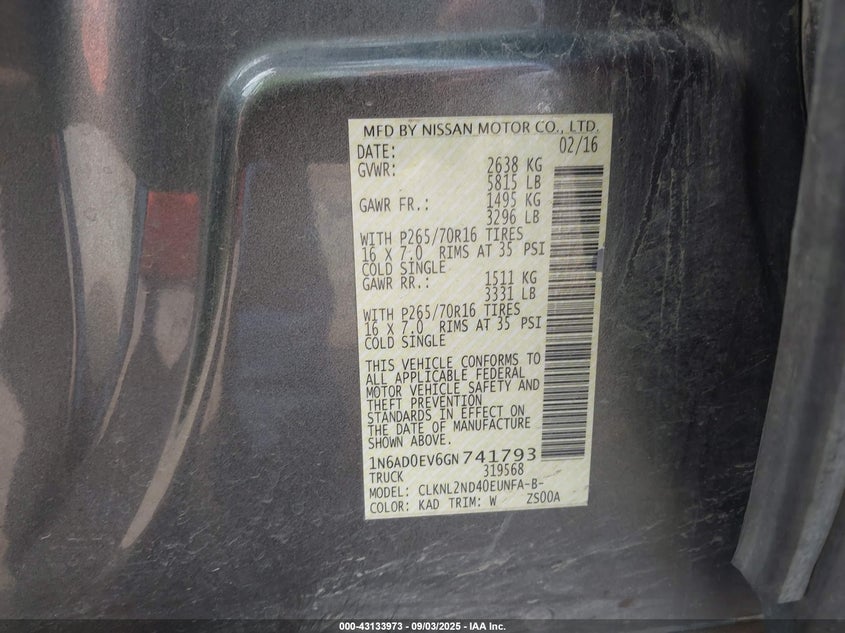 MFD BY NISSAN MOTOR CO., LTD.
DATE: 02/16
GVWR: 2638 KG
5815 LB
GAWR FR.: 1495 KG
3296 LB
WITH P265/70R16 TIRES
16 X 7.0 RIMS AT 35 PSI
COLD SINGLE
GAWR RR.: 1511 KG
3331 LB
WITH P265/70R16 TIRES
16 X 7.0 RIMS AT 35 PSI
COLD SINGLE
THIS VEHICLE CONFORMS TO
ALL APPLICABLE FEDERAL
MOTOR VEHICLE SAFETY AND
THEFT PREVENTION
STANDARDS IN EFFECT ON
THE DATE OF MANUFACTURE
SHOWN ABOVE.
1N6AD0EV6GN741793
TRUCK 319568
MODEL: CLKNL2ND40EUNFA-B-
COLOR: KAD TRIM: W ZS00A
000-43133973 - 09/03/2025 - IAA Inc.